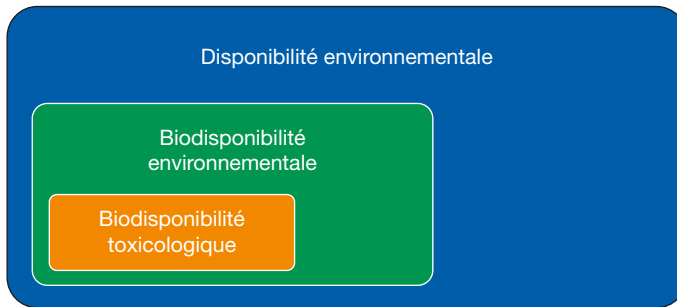 Disponibilité environnementale
Biodisponibilité
environnementale
Biodisponibilité
toxicologique